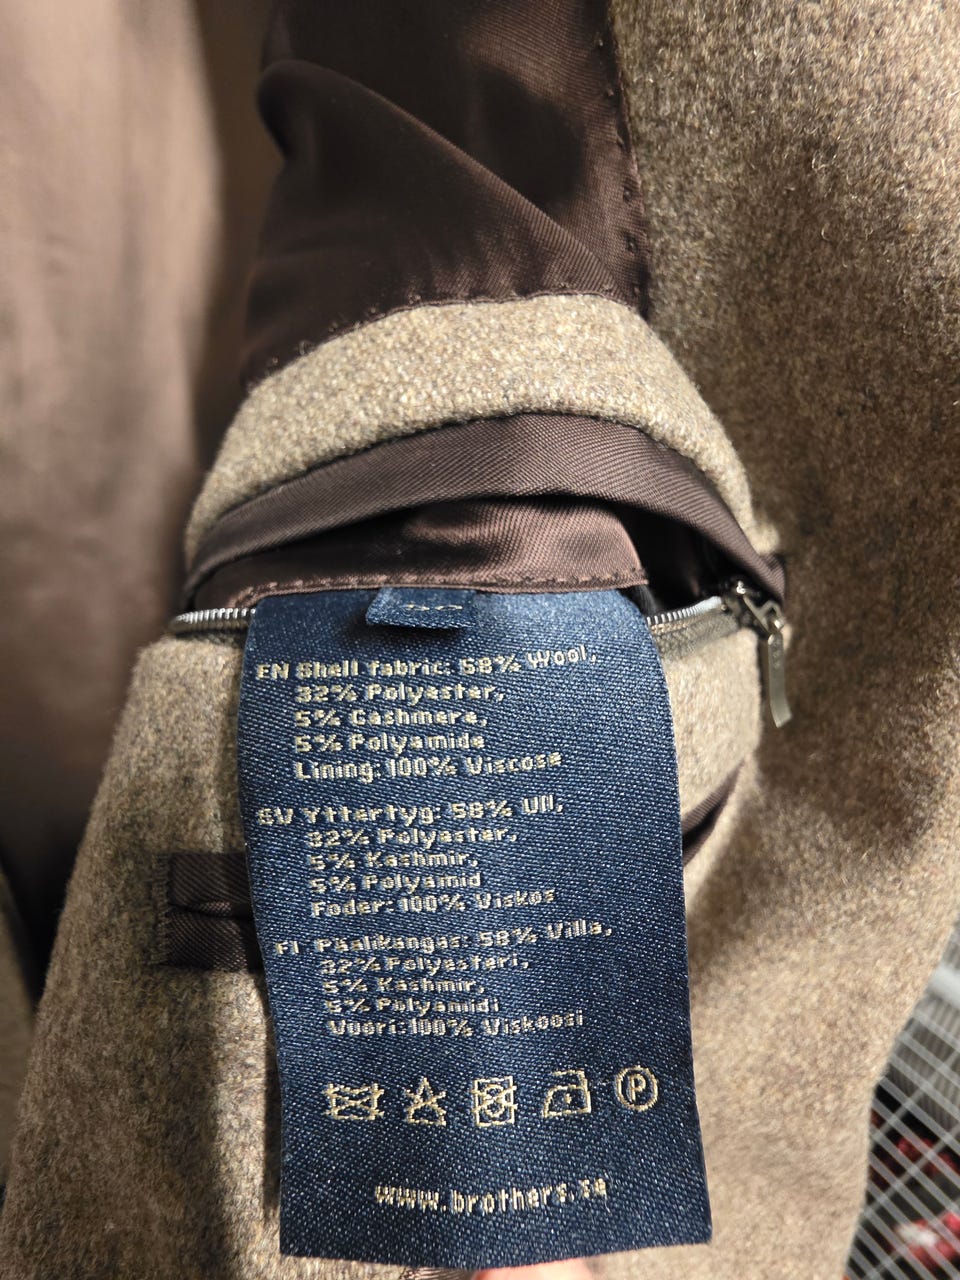 EN Shell fabric: 58% Wool,
32% Polyester,
5% Cashmere,
5% Polyamide
Lining: 100% Viscose
SV Yttertyg: 58% Ull,
32% Polyester,
5% Kashmir,
5% Polyamid
Foder: 100% Viskos
FI Päälikangas: 58% Villa,
32% Polyesteri,
5% Kashmir,
5% Polyamidi
Vuori: 100% Viskoosi
P
www.brothers.se